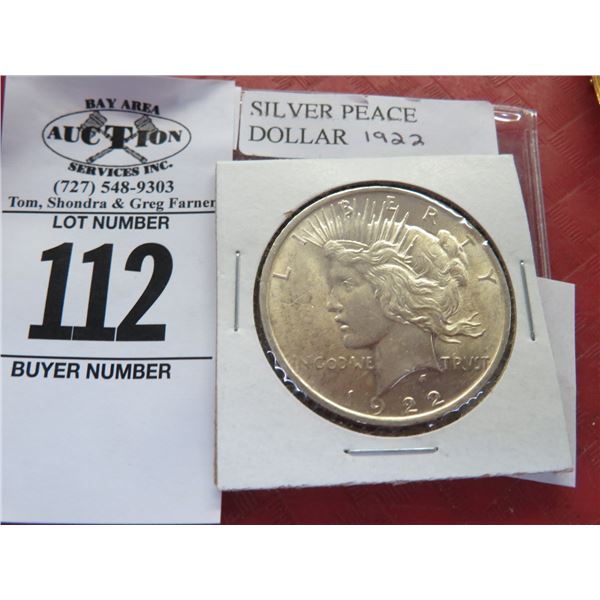 BAY AREA
AUCTION
SERVICES INC.
(727) 548-9303
Tom, Shondra & Greg Farner
LOT NUMBER
112
BUYER NUMBER
SILVER PEACE
DOLLAR 1922
LIBERTY
IN GOD WE TRUST
1922